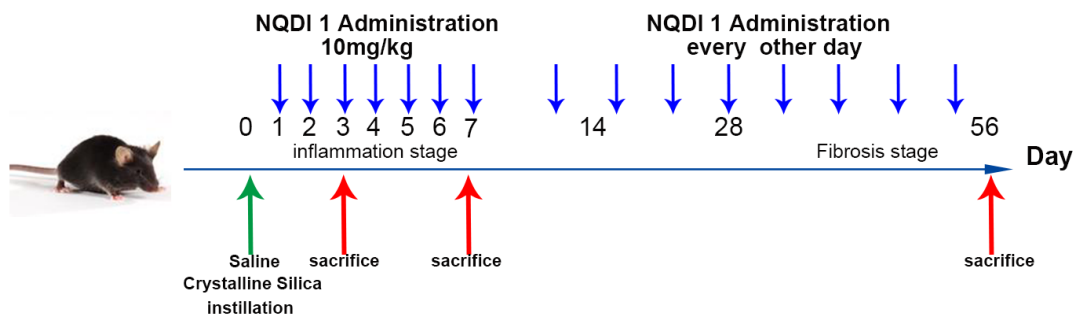 NQDI 1 Administration
10mg/kg
NQDI 1 Administration
every other day
0 1 2 3 4 5 6 7 14 28 56
inflammation stage
Fibrosis stage
Day
Saline
Crystalline Silica
instillation
sacrifice
sacrifice
sacrifice